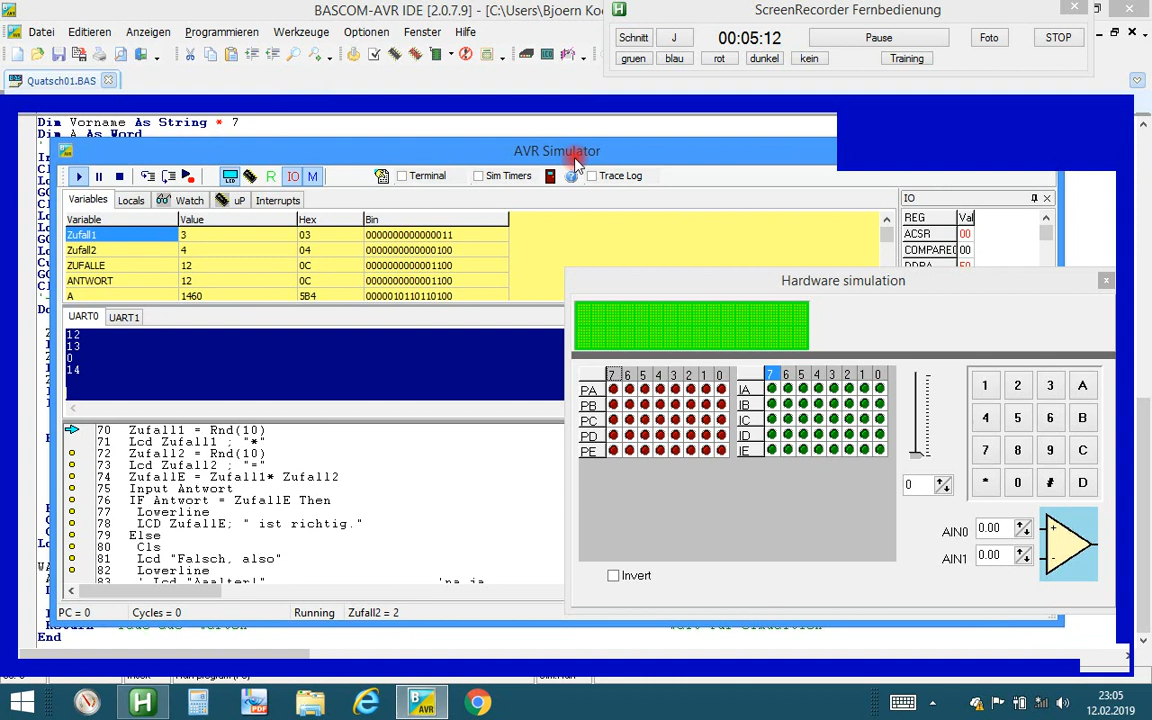 BASCOM-AVR IDE [2.0.7.9] - [C:\Users\Bjoern Ko
ScreenRecorder Fernbedienung
Datei Editieren Anzeigen Programmieren Werkzeuge Optionen Fenster Hilfe
Schnitt J 00:05:12 Pause Foto STOP
gruen blau rot dunkel kein Training
Quatsch01.BAS
Dim Vorname As String * 7
Dim A As Word
AVR Simulator
Terminal Sim Timers Trace Log
Variables Locals Watch uP Interrupts
IO
Variable Value Hex Bin
REG Val
Zufall1 3 03 0000000000000011
ACSR 00
Zufall2 4 04 0000000000000100
COMPARE 00
ZUFALLE 12 0C 0000000000001100
ANTWORT 12 0C 0000000000001100
A 1460 5B4 0000010110110100
Hardware simulation
UART0 UART1
12
13
0
14
7 6 5 4 3 2 1 0 7 6 5 4 3 2 1 0
PA IA
PB IB
PC IC
PD ID
PE IE
1 2 3 A
4 5 6 B
7 8 9 C
* 0 # D
0
AIN0 0.00
AIN1 0.00
Invert
70 Zufall1 = Rnd(10)
71 Lcd Zufall1 ; "*"
72 Zufall2 = Rnd(10)
73 Lcd Zufall2 ; "="
74 ZufallE = Zufall1* Zufall2
75 Input Antwort
76 IF Antwort = ZufallE Then
77 Lowerline
78 LCD ZufallE; " ist richtig."
79 Else
80 Cls
81 Lcd "Falsch, also"
82 Lowerline
PC = 0 Cycles = 0 Running Zufall2 = 2
End
23:05
12.02.2019